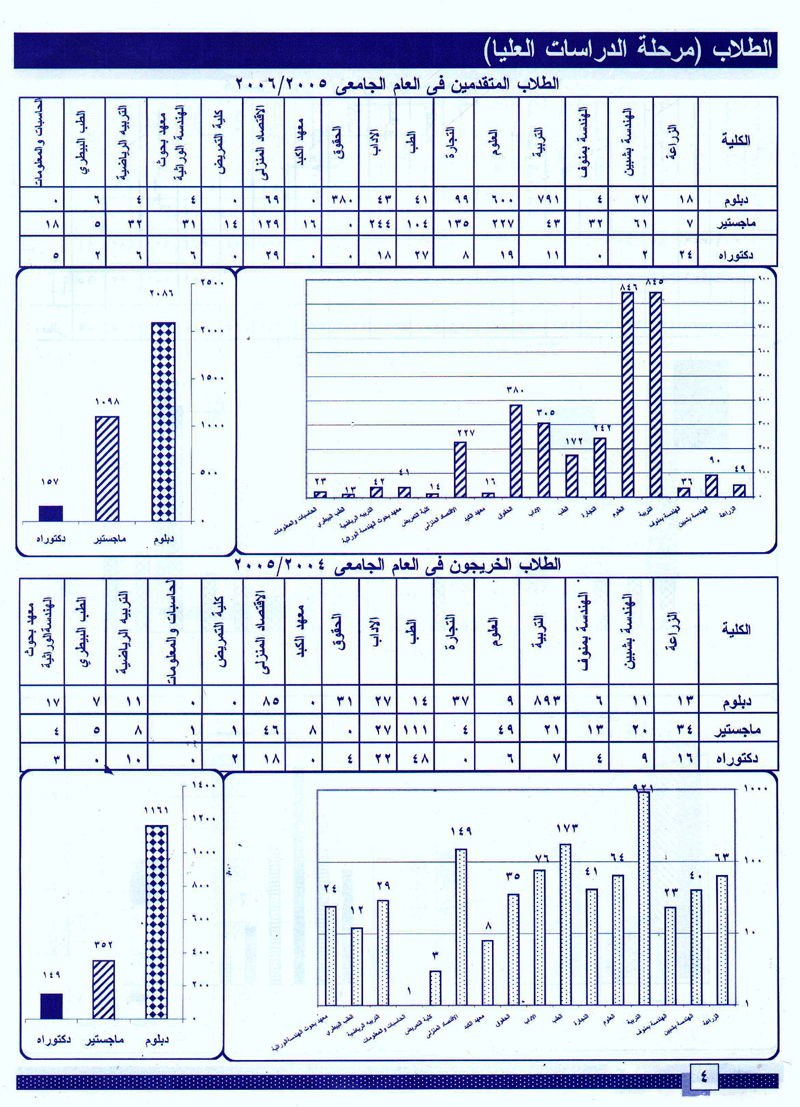 الطلاب (مرحلة الدراسات العليا)
الطلاب المتقدمين فى العام الجامعى ٢٠٠٦/٢٠٠٥
الكلية الزراعة الهندسة بشبين الهندسة بمنوف التربية العلوم التجارة الطب الاداب الحقوق معهد الكبد الاقتصاد المنزلى كلية التمريض معهد بحوث الهندسة الوراثية التربيه الرياضية الطب البيطري الحاسبات والمعلومات
دبلوم ١٨ ٢٧ ٤ ٧٩١ ٦٠٠ ٩٩ ٤١ ٤٣ ٣٨٠ ٠ ٦٩ ٠ ٤ ٤ ٦ ٠
ماجستير ٧ ٦١ ٣٢ ٤٣ ٢٢٧ ١٣٥ ١٠٤ ٢٤٤ ٠ ١٦ ١٢٩ ١٤ ٣١ ٣٢ ٥ ١٨
دكتوراه ٢٤ ٢ ٠ ١١ ١٩ ٨ ٢٧ ١٨ ٠ ٠ ٢٩ ٠ ٦ ٦ ٢ ٥
٩٠٠
٨٠٠
٧٠٠
٦٠٠
٥٠٠
٤٠٠
٣٠٠
٢٠٠
١٠٠
٠
٤٩ ٩٠ ٣٦ ٨٤٥ ٨٤٦ ٢٤٢ ١٧٢ ٣٠٥ ٣٨٠ ١٦ ٢٢٧ ١٤ ٤١ ٤٢ ١٣ ٢٣
الزراعة الهندسة بشبين الهندسة بمنوف التربية العلوم التجارة الطب الاداب الحقوق معهد الكبد الاقتصاد المنزلى كلية التمريض معهد بحوث الهندسة الوراثية التربيه الرياضية الطب البيطري الحاسبات والمعلومات
٢٥٠٠
٢٠٠٠
١٥٠٠
١٠٠٠
٥٠٠
٠
٢٠٨٦ ١٠٩٨ ١٥٧
دبلوم ماجستير دكتوراه
الطلاب الخريجون فى العام الجامعى ٢٠٠٥/٢٠٠٤
الكلية الزراعة الهندسة بشبين الهندسة بمنوف التربية العلوم التجارة الطب الاداب الحقوق معهد الكبد الاقتصاد المنزلى كلية التمريض الحاسبات والمعلومات التربيه الرياضية الطب البيطري معهد بحوث الهندسةالوراثية
دبلوم ١٣ ١١ ٦ ٨٩٣ ٩ ٣٧ ١٤ ٢٧ ٣١ ٠ ٨٥ ٠ ٠ ١١ ٧ ١٧
ماجستير ٣٤ ٢٠ ١٣ ٢١ ٤٩ ٤ ١١١ ٢٧ ٠ ٨ ٤٦ ١ ١ ٨ ٥ ٤
دكتوراه ١٦ ٩ ٤ ٧ ٦ ٠ ٤٨ ٢٢ ٤ ٠ ١٨ ٢ ٠ ١٠ ٠ ٣
١٠٠٠
١٠٠
١٠
١
٦٣ ٤٠ ٢٣ ٩٢١ ٦٤ ٤١ ١٧٣ ٧٦ ٣٥ ٨ ١٤٩ ٣ ١ ٢٩ ١٢ ٢٤
الزراعة الهندسة بشبين الهندسة بمنوف التربية العلوم التجارة الطب الاداب الحقوق معهد الكبد الاقتصاد المنزلى كلية التمريض الحاسبات والمعلومات التربيه الرياضية الطب البيطري معهد بحوث الهندسةالوراثية
١٤٠٠
١٢٠٠
١٠٠٠
٨٠٠
٦٠٠
٤٠٠
٢٠٠
٠
١١٦١ ٣٥٢ ١٤٩
دبلوم ماجستير دكتوراه
٤